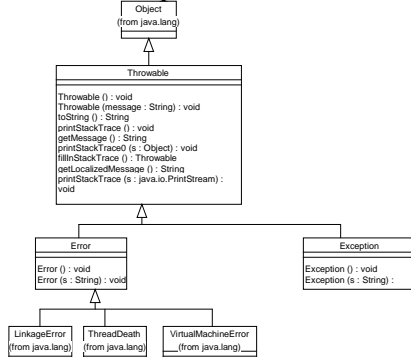 Object
(from java.lang)
Throwable
Throwable () : void
Throwable (message : String) : void
toString () : String
printStackTrace () : void
getMessage () : String
printStackTrace0 (s : Object) : void
fillInStackTrace () : Throwable
getLocalizedMessage () : String
printStackTrace (s : java.io.PrintStream) :
void
Error
Error () : void
Error (s : String) : void
Exception
Exception () : void
Exception (s : String) :
LinkageError
(from java.lang)
ThreadDeath
(from java.lang)
VirtualMachineError
(from java.lang)